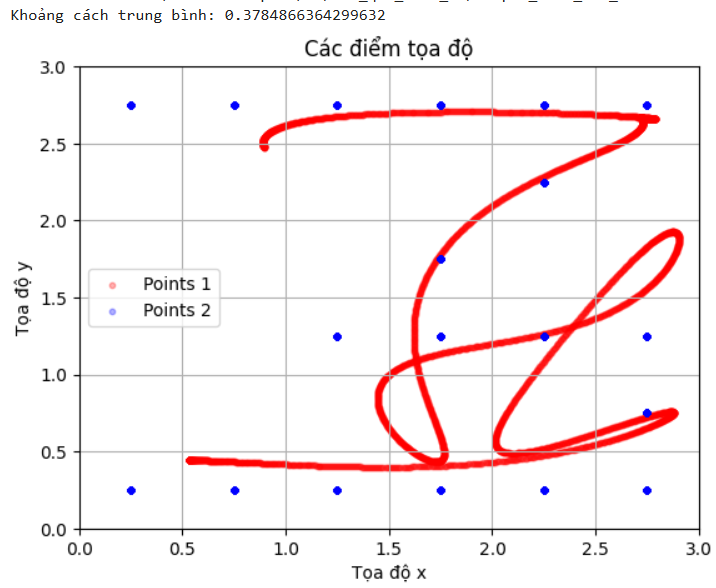 Khoảng cách trung bình: 0.3784866364299632
Các điểm tọa độ
3.0
2.5
2.0
1.5
1.0
0.5
0.0
Tọa độ y
Points 1
Points 2
0.0 0.5 1.0 1.5 2.0 2.5 3.0
Tọa độ x